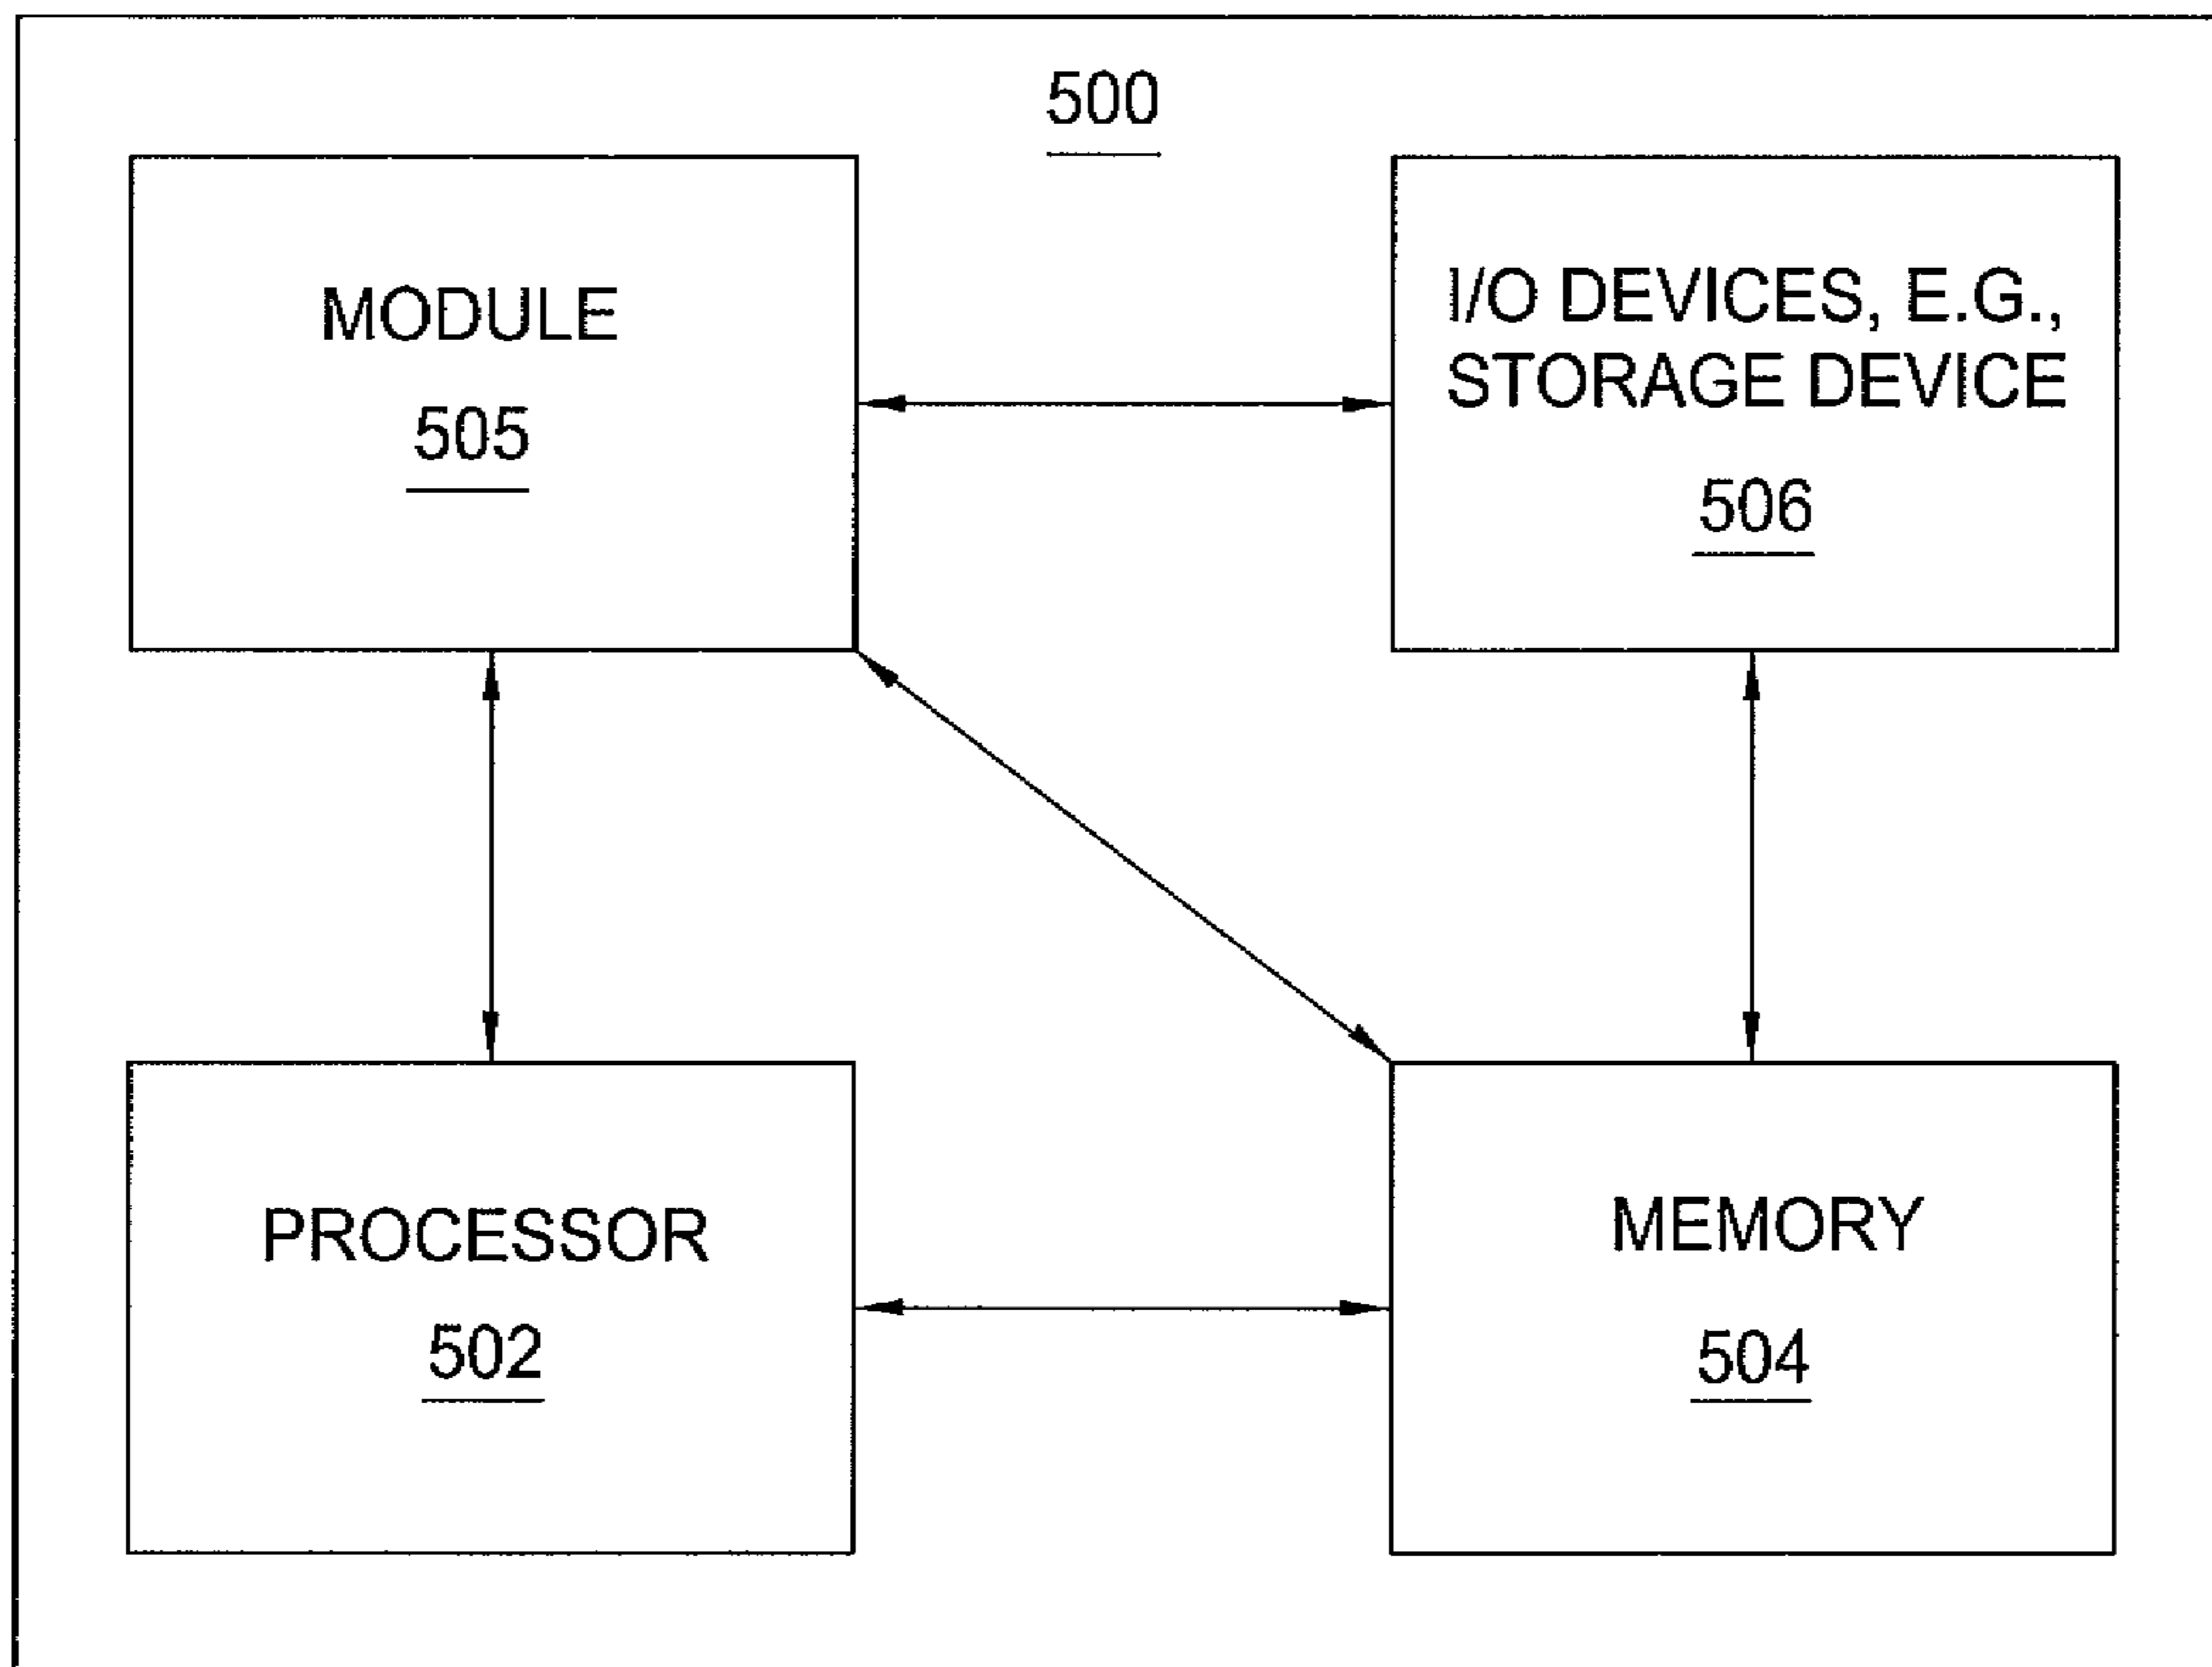 500
MODULE
505
I/O DEVICES, E.G.,
STORAGE DEVICE
506
PROCESSOR
502
MEMORY
504